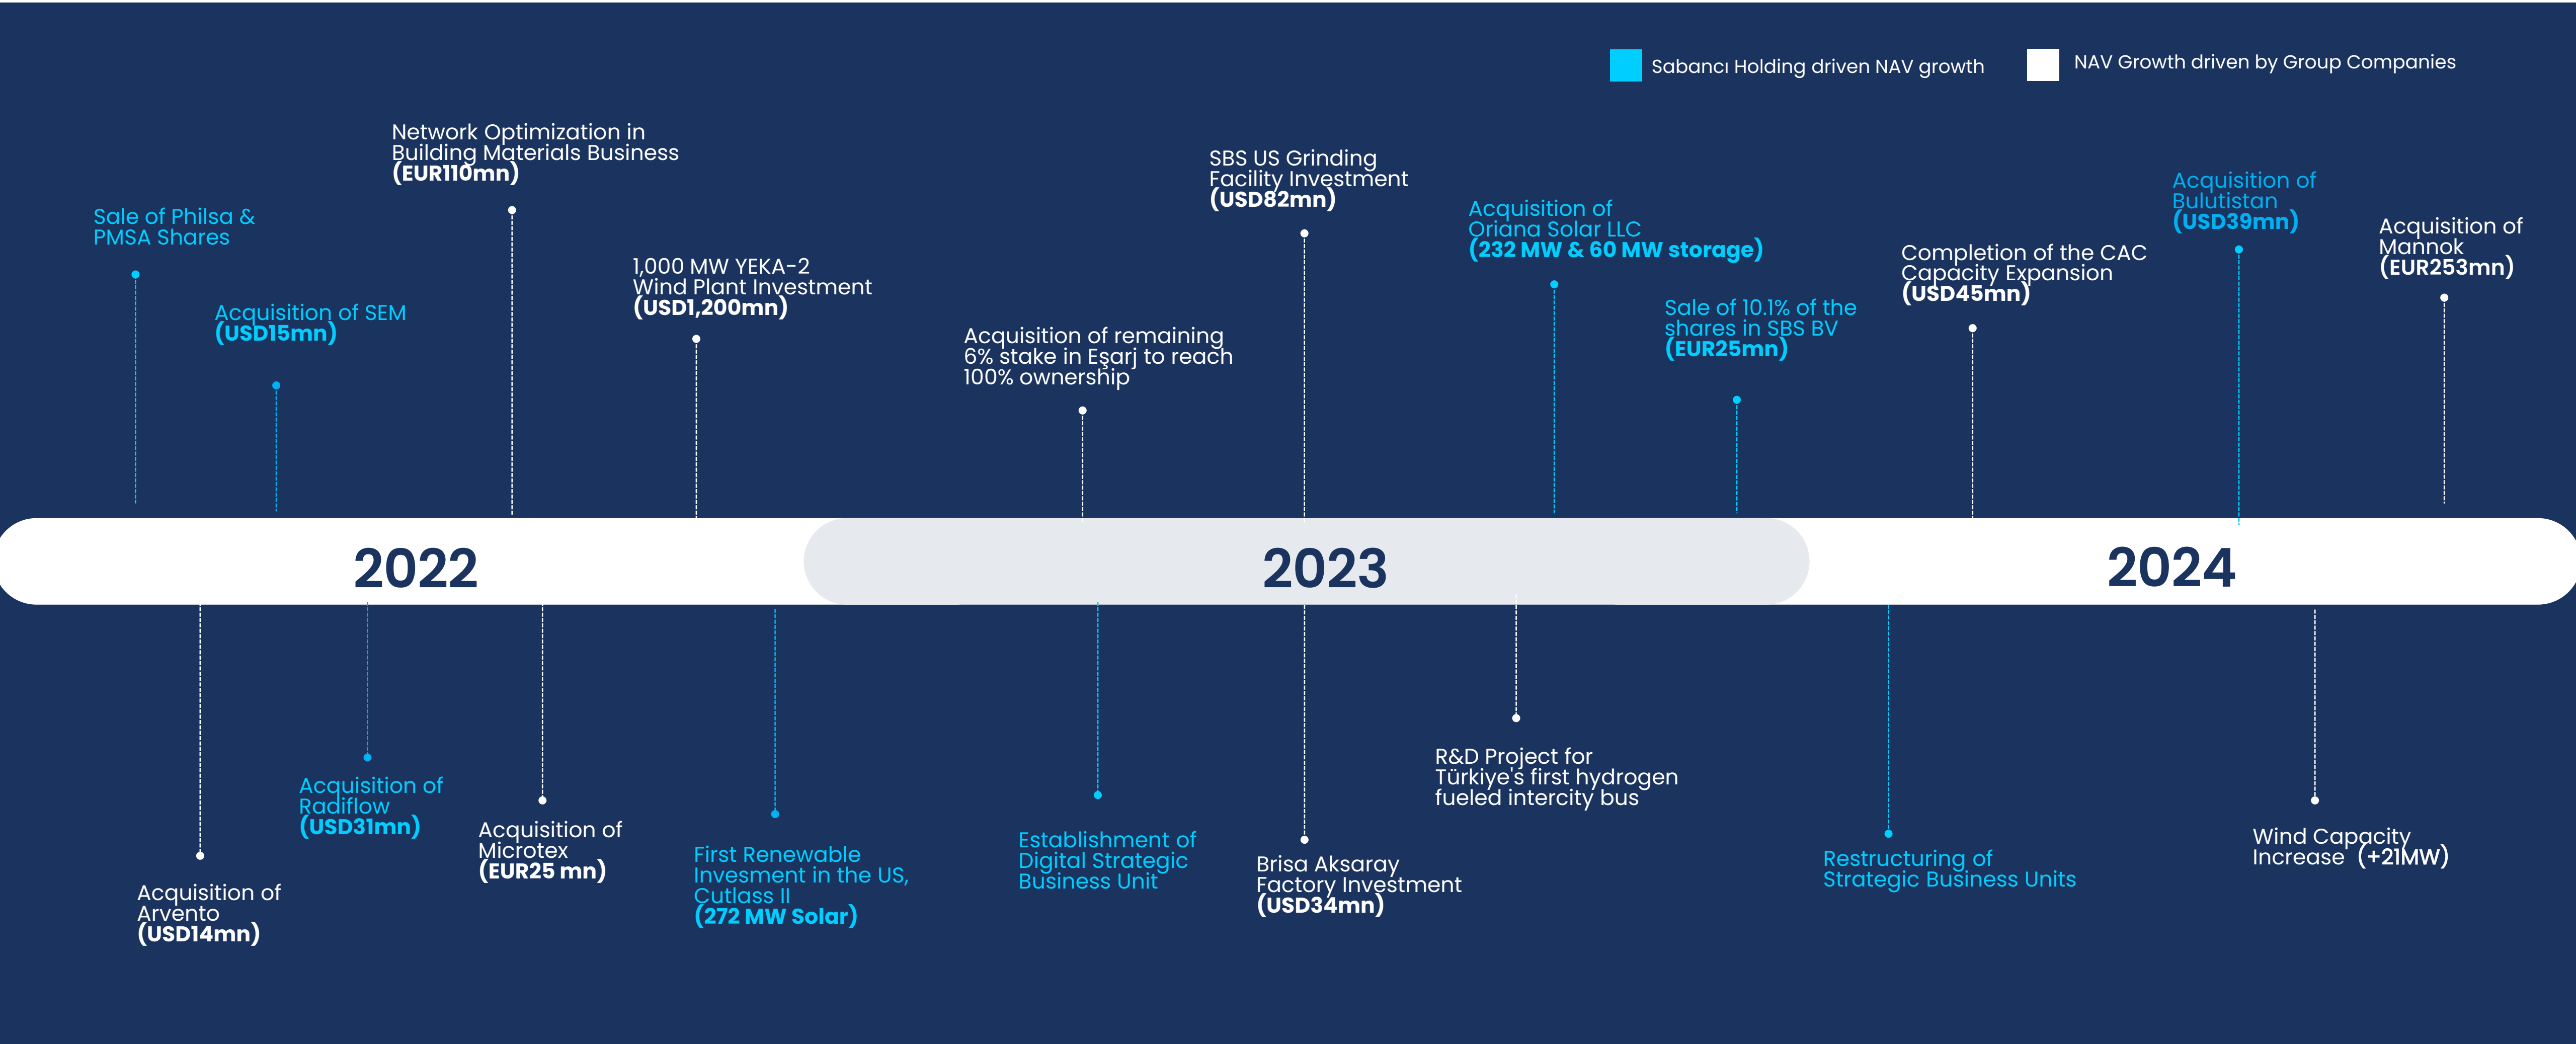 Sabancı Holding driven NAV growth
NAV Growth driven by Group Companies
Sale of Philsa &
PMSA Shares
Acquisition of SEM
(USD15mn)
Network Optimization in
Building Materials Business
(EUR110mn)
1,000 MW YEKA-2
Wind Plant Investment
(USD1,200mn)
Acquisition of remaining
6% stake in Eşarj to reach
100% ownership
SBS US Grinding
Facility Investment
(USD82mn)
Acquisition of
Oriana Solar LLC
(232 MW & 60 MW storage)
Sale of 10.1% of the
shares in SBS BV
(EUR25mn)
Completion of the CAC
Capacity Expansion
(USD45mn)
Acquisition of
Bulutistan
(USD39mn)
Acquisition of
Mannok
(EUR253mn)
2022
2023
2024
Acquisition of
Arvento
(USD14mn)
Acquisition of
Radiflow
(USD31mn)
Acquisition of
Microtex
(EUR25 mn)
First Renewable
Invesment in the US,
Cutlass II
(272 MW Solar)
Establishment of
Digital Strategic
Business Unit
Brisa Aksaray
Factory Investment
(USD34mn)
R&D Project for
Türkiye's first hydrogen
fueled intercity bus
Restructuring of
Strategic Business Units
Wind Capacity
Increase (+21MW)